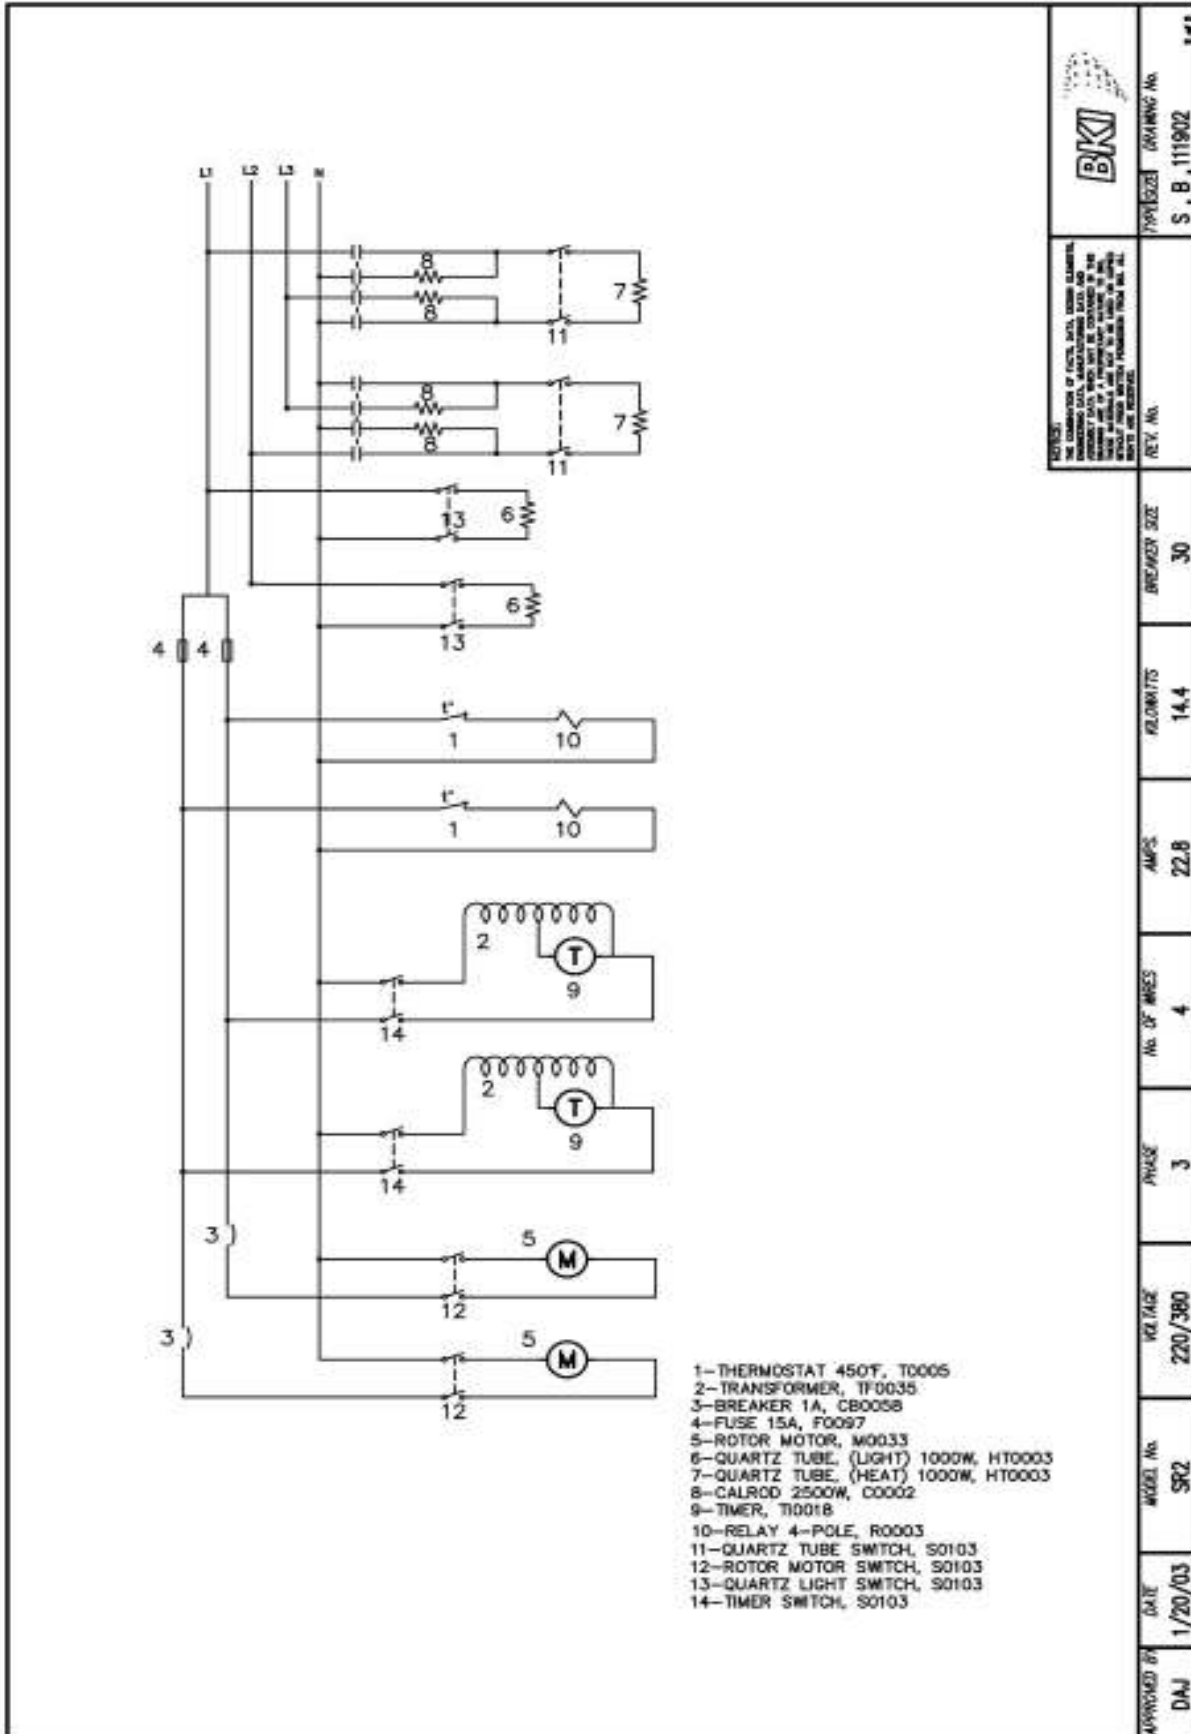 L1 L2 L3 N
8
8
7
11
8
8
7
11
13
6
6
13
4 4
t°
1 10
t°
1 10
2
T
9
14
2
T
9
14
3
5
M
12
3
5
M
12
1-THERMOSTAT 450°F, T0005
2-TRANSFORMER, TF0035
3-BREAKER 1A, CB0058
4-FUSE 15A, F0097
5-ROTOR MOTOR, M0033
6-QUARTZ TUBE, (LIGHT) 1000W, HT0003
7-QUARTZ TUBE, (HEAT) 1000W, HT0003
8-CALROD 2500W, C0002
9-TIMER, TI0018
10-RELAY 4-POLE, R0003
11-QUARTZ TUBE SWITCH, S0103
12-ROTOR MOTOR SWITCH, S0103
13-QUARTZ LIGHT SWITCH, S0103
14-TIMER SWITCH, S0103
APPROVED BY
DAJ
DATE
1/20/03
MODEL No.
SR2
VOLTAGE
220/380
PHASE
3
No. OF WIRES
4
AMPS
22.8
KILOWATTS
14.4
BREAKER SIZE
30
REV. No.
TYPE SIZE DRAWING No.
S , B , 111902
BKI
NOTICE: